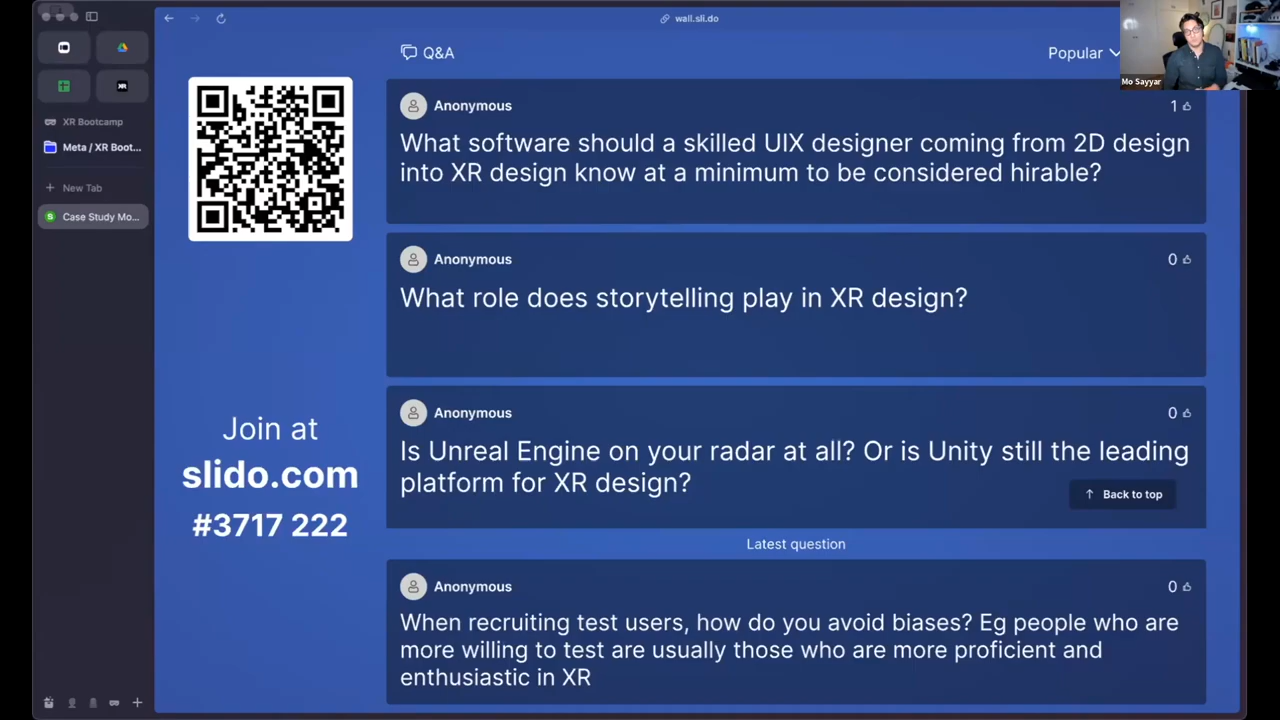 wall.sli.do
XR Bootcamp
Meta / XR Boot...
New Tab
Case Study Mo...
Join at
slido.com
#3717 222
Q&A
Popular
Mo Sayyar
Anonymous
1
What software should a skilled UIX designer coming from 2D design
into XR design know at a minimum to be considered hirable?
Anonymous
0
What role does storytelling play in XR design?
Anonymous
0
Is Unreal Engine on your radar at all? Or is Unity still the leading
platform for XR design?
Back to top
Latest question
Anonymous
0
When recruiting test users, how do you avoid biases? Eg people who are
more willing to test are usually those who are more proficient and
enthusiastic in XR